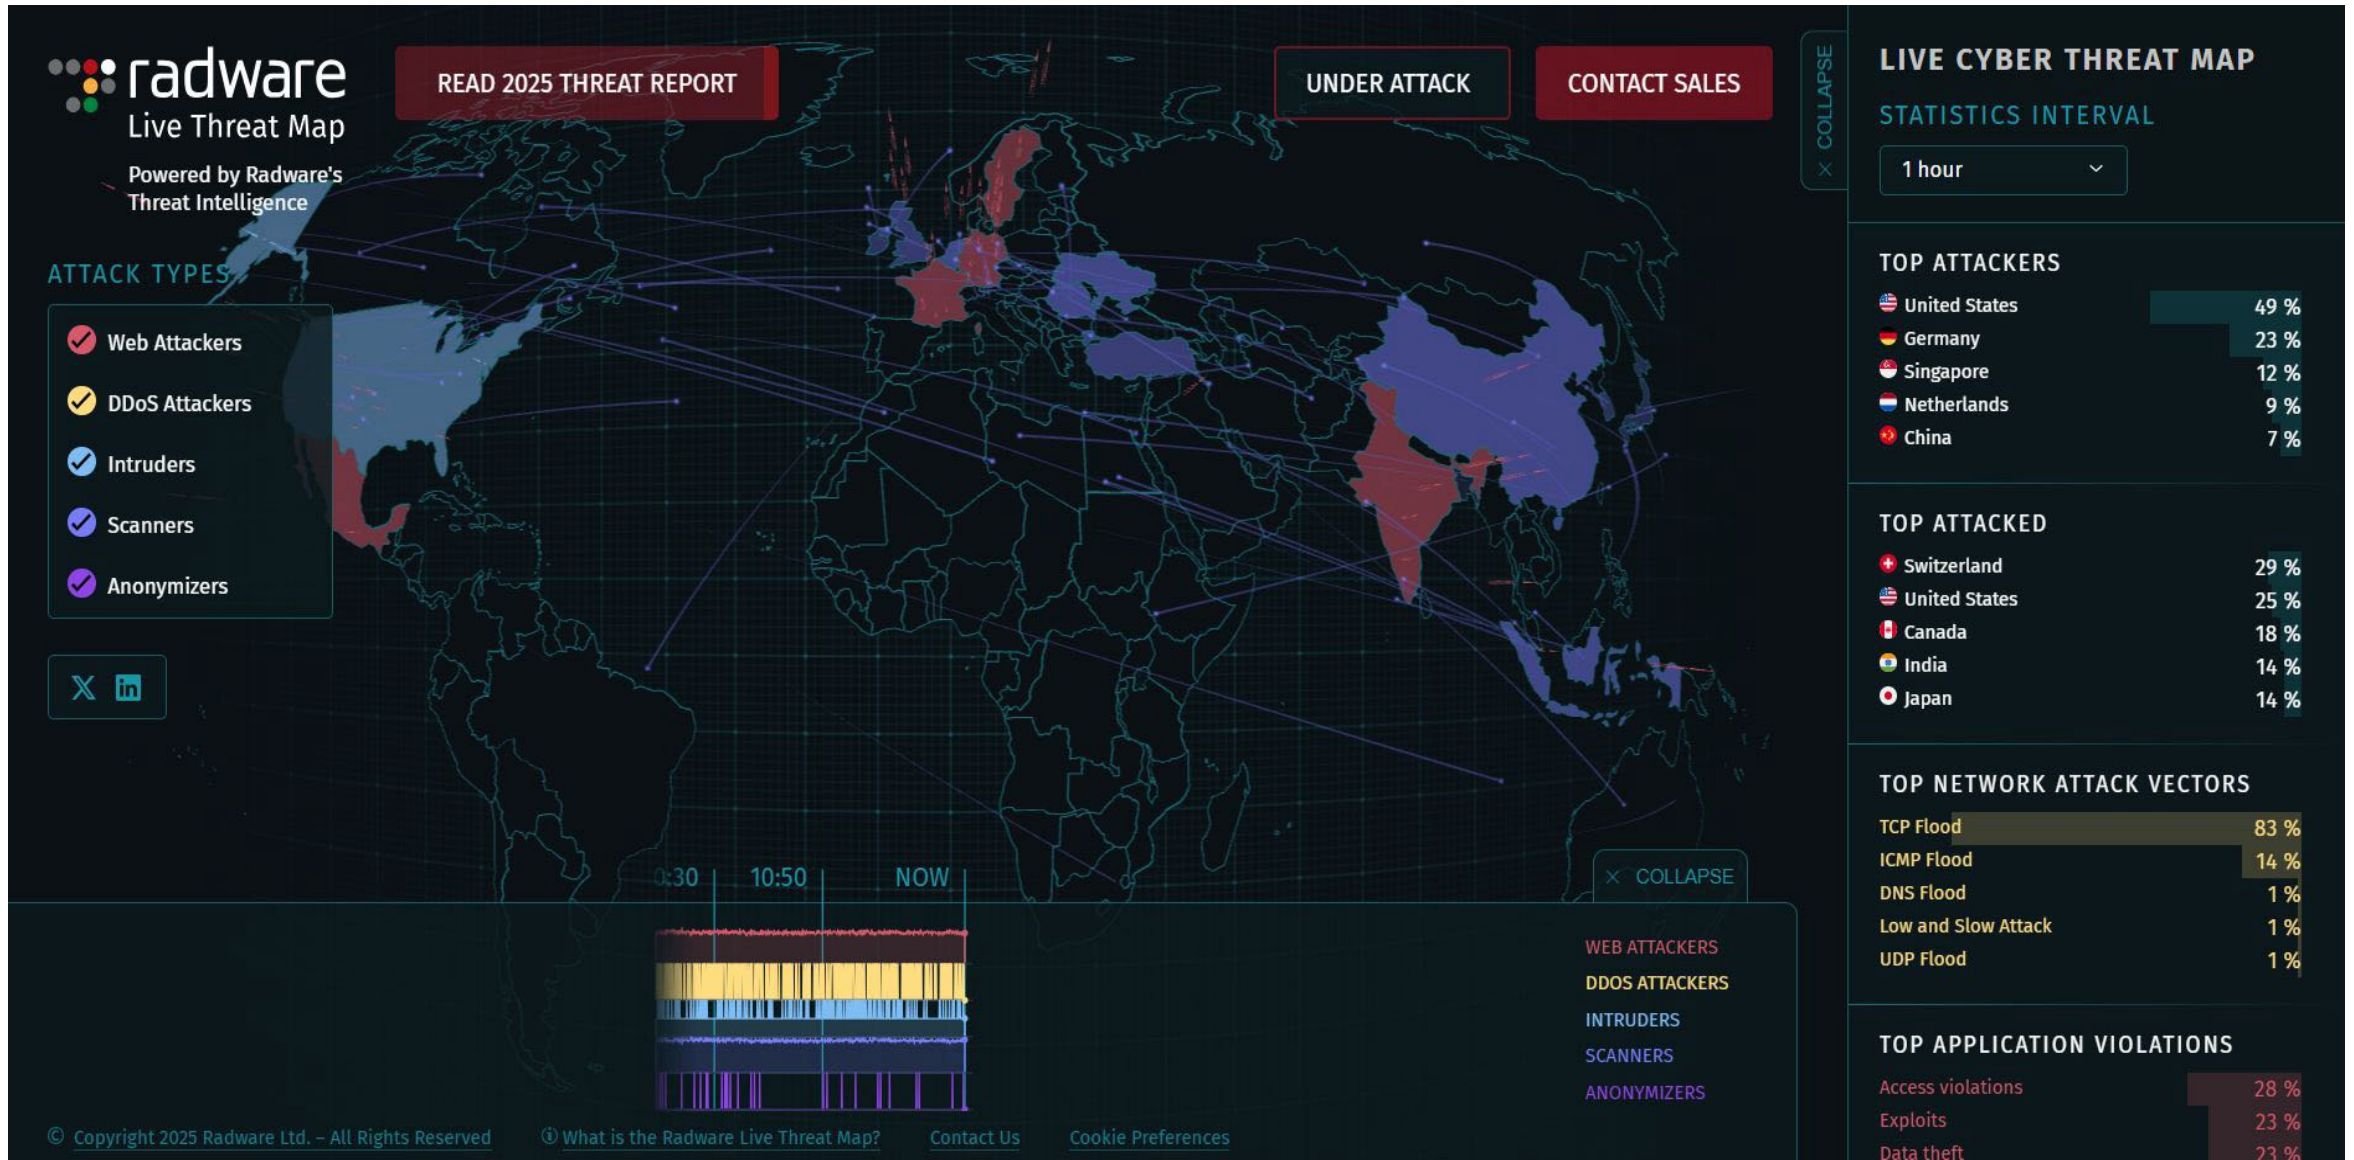 radware
Live Threat Map
Powered by Radware's
Threat Intelligence
READ 2025 THREAT REPORT
UNDER ATTACK
CONTACT SALES
× COLLAPSE
ATTACK TYPES
Web Attackers
DDoS Attackers
Intruders
Scanners
Anonymizers
X in
:30
10:50
NOW
× COLLAPSE
WEB ATTACKERS
DDOS ATTACKERS
INTRUDERS
SCANNERS
ANONYMIZERS
© Copyright 2025 Radware Ltd. – All Rights Reserved
What is the Radware Live Threat Map?
Contact Us
Cookie Preferences
LIVE CYBER THREAT MAP
STATISTICS INTERVAL
1 hour
TOP ATTACKERS
United States 49 %
Germany 23 %
Singapore 12 %
Netherlands 9 %
China 7 %
TOP ATTACKED
Switzerland 29 %
United States 25 %
Canada 18 %
India 14 %
Japan 14 %
TOP NETWORK ATTACK VECTORS
TCP Flood 83 %
ICMP Flood 14 %
DNS Flood 1 %
Low and Slow Attack 1 %
UDP Flood 1 %
TOP APPLICATION VIOLATIONS
Access violations 28 %
Exploits 23 %
Data theft 23 %